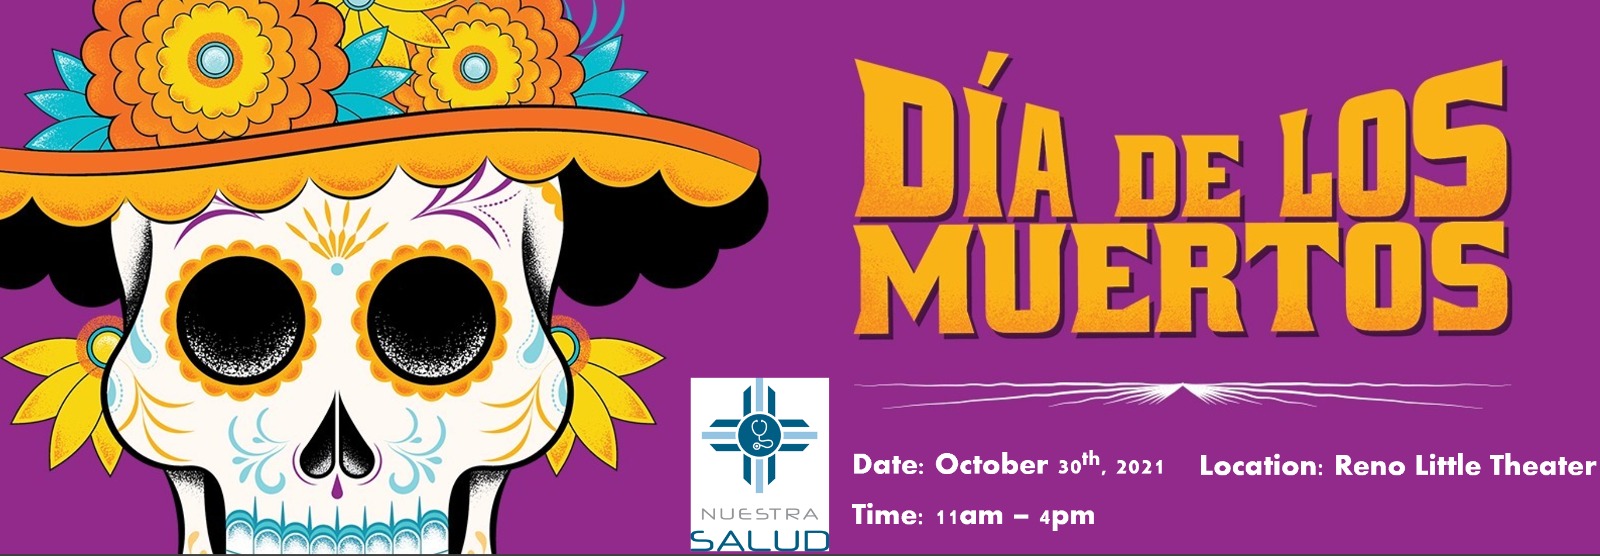 DÍA DE LOS
MUERTOS
NUESTRA
SALUD
Date: October 30th, 2021 Location: Reno Little Theater
Time: 11am – 4pm